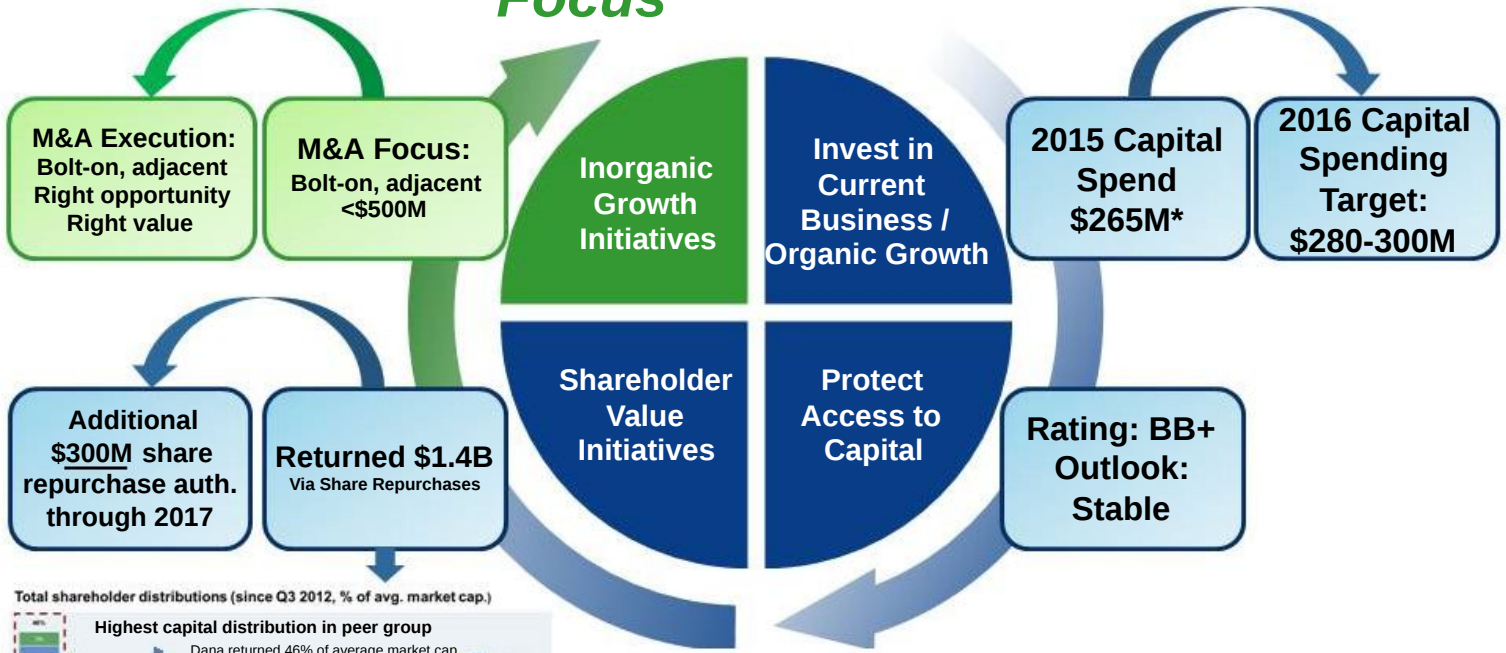 Focus
M&A Execution:
Bolt-on, adjacent
Right opportunity
Right value
M&A Focus:
Bolt-on, adjacent
<$500M
Inorganic
Growth
Initiatives
Invest in
Current
Business /
Organic Growth
2015 Capital
Spend
$265M*
2016 Capital
Spending
Target:
$280-300M
Additional
$300M share
repurchase auth.
through 2017
Returned $1.4B
Via Share Repurchases
Shareholder
Value
Initiatives
Protect
Access to
Capital
Rating: BB+
Outlook:
Stable
Total shareholder distributions (since Q3 2012, % of avg. market cap.)
46%
Highest capital distribution in peer group
Dana returned 46% of average market cap